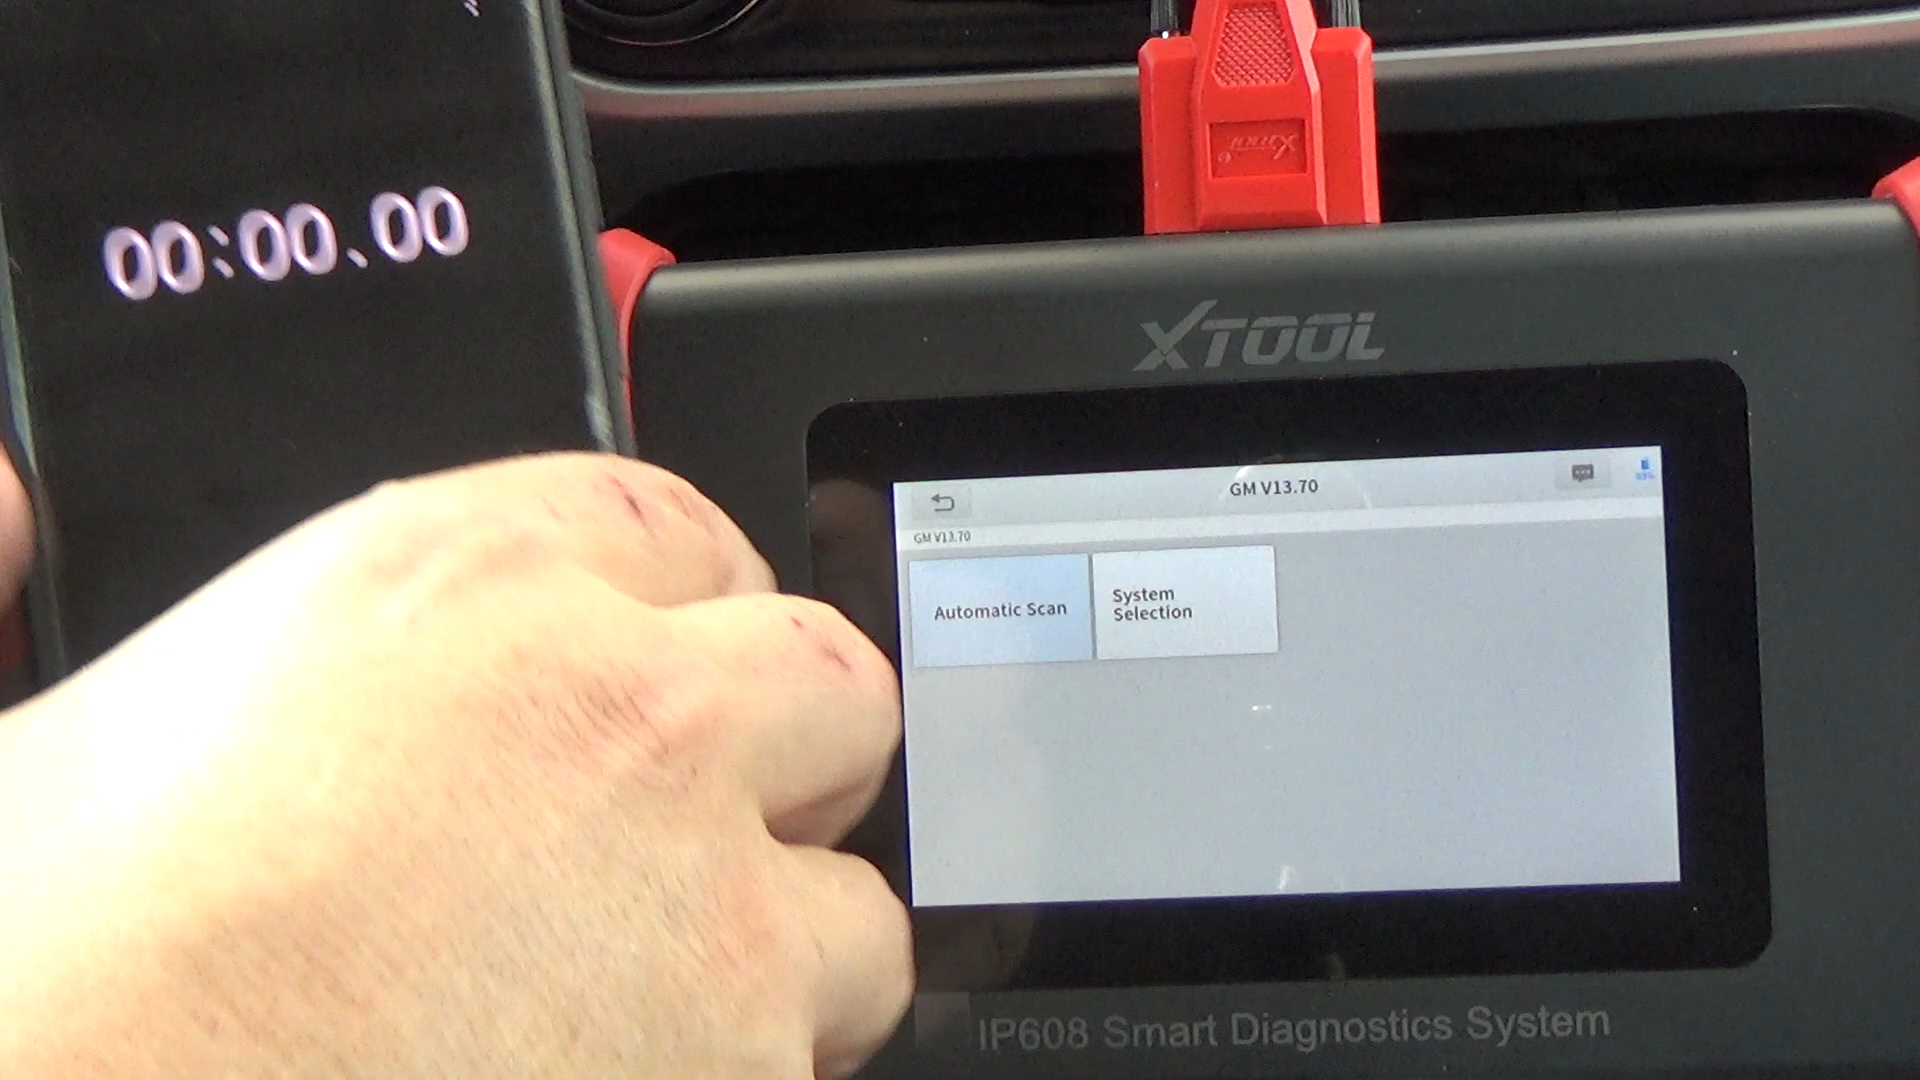 00:00.00
XTOOL
GM V13.70
GM V13.70
Automatic Scan
System
Selection
IP608 Smart Diagnostics System